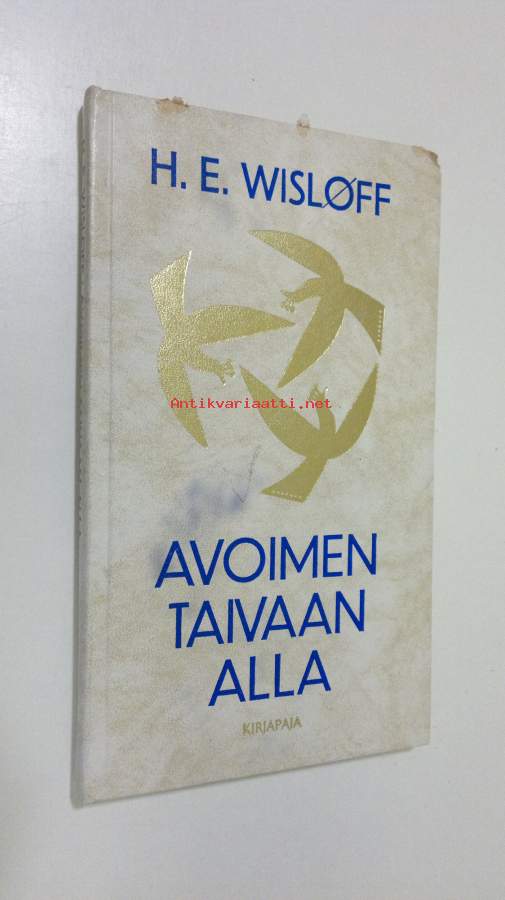 H. E. WISLØFF
Antikvariaatti.net
AVOIMEN
TAIVAAN
ALLA
KIRJAPAJA